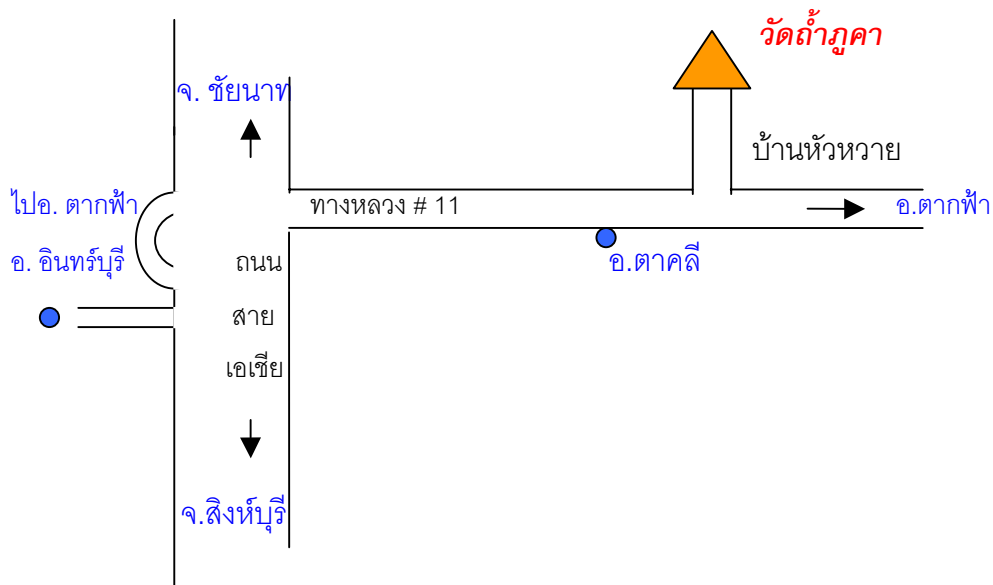 วัดถ้ำภูคา
จ. ชัยนาท
บ้านหัวหวาย
ไปอ. ตากฟ้า
ทางหลวง # 11
อ.ตากฟ้า
อ. อินทร์บุรี
ถนน
อ.ตาคลี
สาย
เอเชีย
จ.สิงห์บุรี